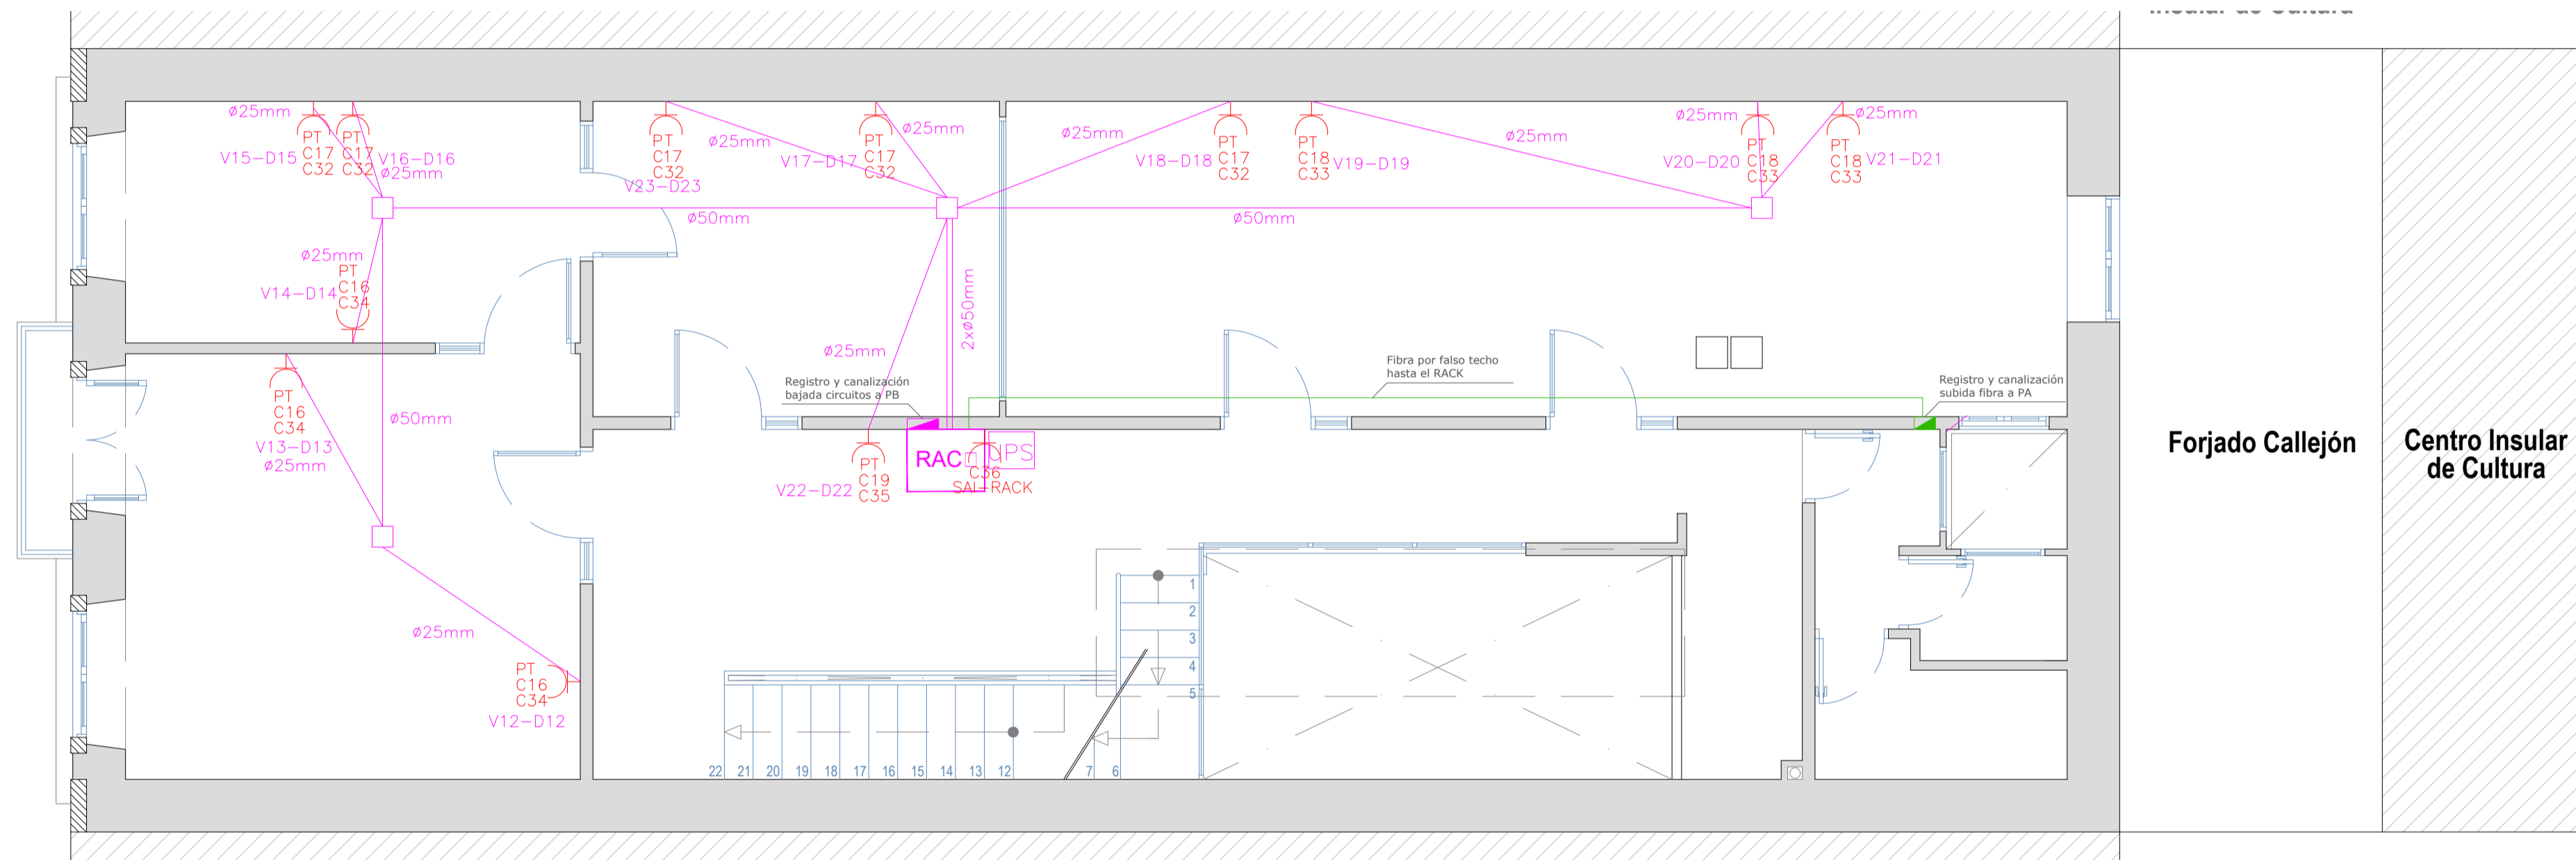 Insular de Cultura
ø25mm
PT
C17
C32
V15-D15
PT
C17
C32
V16-D16
ø25mm
PT
C17
C32
V23-D23
ø25mm
V17-D17
PT
C17
C32
ø25mm
ø25mm
V18-D18
PT
C17
C32
PT
C18
C33
V19-D19
ø25mm
ø25mm
V20-D20
PT
C18
C33
ø25mm
PT
C18
C33
V21-D21
ø50mm
ø50mm
ø25mm
PT
C16
C34
V14-D14
2xø50mm
ø25mm
Registro y canalización
bajada circuitos a PB
Fibra por falso techo
hasta el RACK
Registro y canalización
subida fibra a PA
PT
C16
C34
V13-D13
ø25mm
ø50mm
PT
C19
C35
V22-D22
RAC
UPS
C36
SAI-RACK
Forjado Callejón
Centro Insular
de Cultura
ø25mm
PT
C16
C34
V12-D12
1
2
3
4
5
22 21 20 19 18 17 16 15 14 13 12 7 6